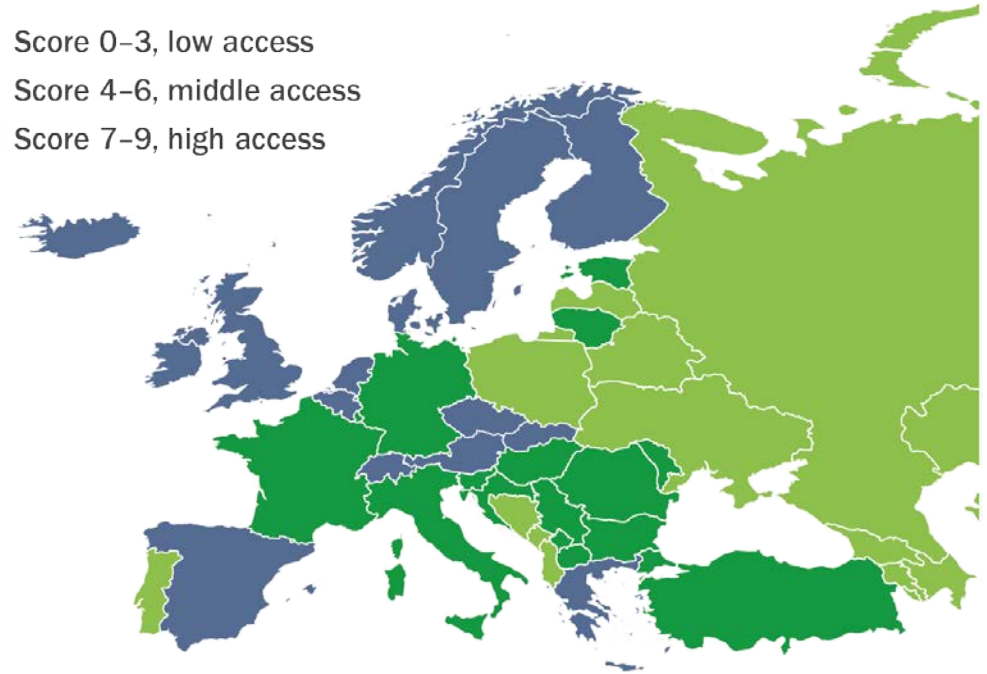 Score 0–3, low access
Score 4–6, middle access
Score 7–9, high access